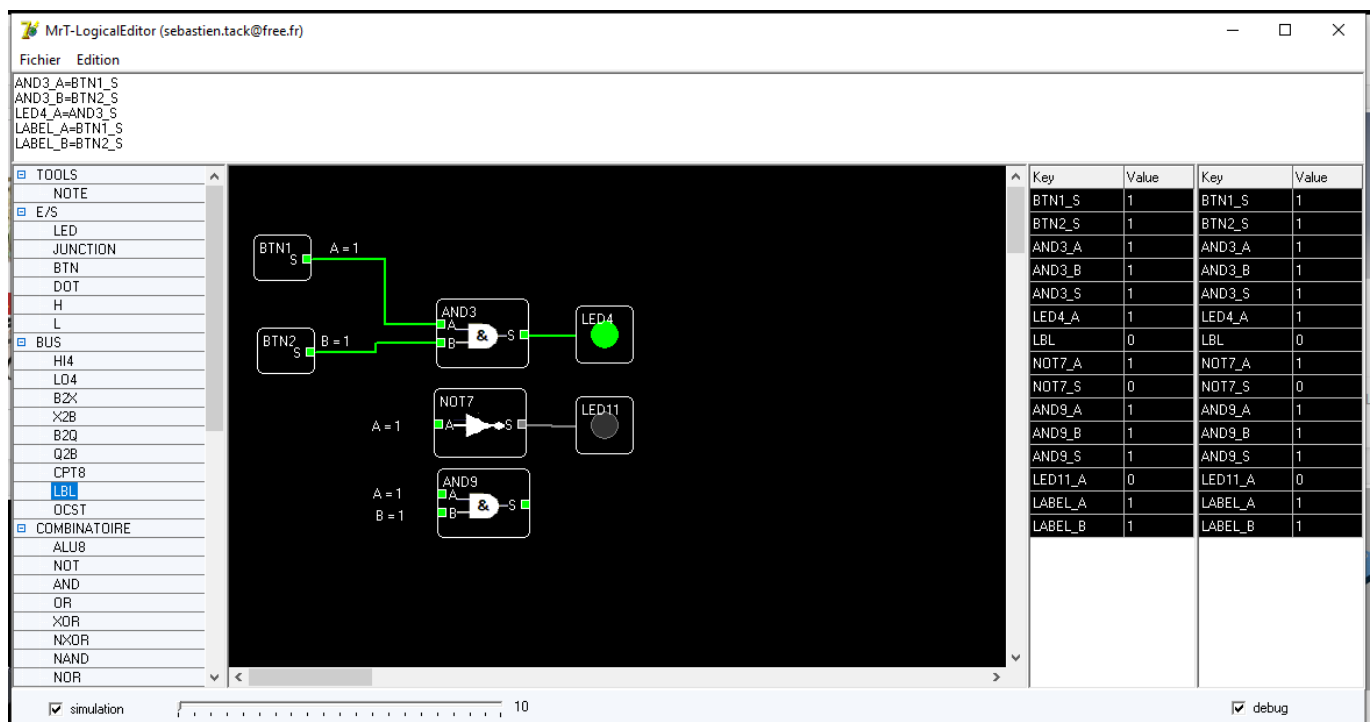 MrT-LogicalEditor (sebastien.tack@free.fr)
Fichier Edition
AND3_A=BTN1_S
AND3_B=BTN2_S
LED4_A=AND3_S
LABEL_A=BTN1_S
LABEL_B=BTN2_S
TOOLS
NOTE
E/S
LED
JUNCTION
BTN
DOT
H
L
BUS
HI4
LO4
B2X
X2B
B2Q
Q2B
CPT8
LBL
OCST
COMBINATOIRE
ALU8
NOT
AND
OR
XOR
NXOR
NAND
NOR
BTN1
S
A = 1
BTN2
S
B = 1
AND3
A
B
&
S
LED4
NOT7
A = 1
A
S
LED11
AND9
A = 1
B = 1
A
B
&
S
Key Value Key Value
BTN1_S 1 BTN1_S 1
BTN2_S 1 BTN2_S 1
AND3_A 1 AND3_A 1
AND3_B 1 AND3_B 1
AND3_S 1 AND3_S 1
LED4_A 1 LED4_A 1
LBL 0 LBL 0
NOT7_A 1 NOT7_A 1
NOT7_S 0 NOT7_S 0
AND9_A 1 AND9_A 1
AND9_B 1 AND9_B 1
AND9_S 1 AND9_S 1
LED11_A 0 LED11_A 0
LABEL_A 1 LABEL_A 1
LABEL_B 1 LABEL_B 1
simulation 10 debug